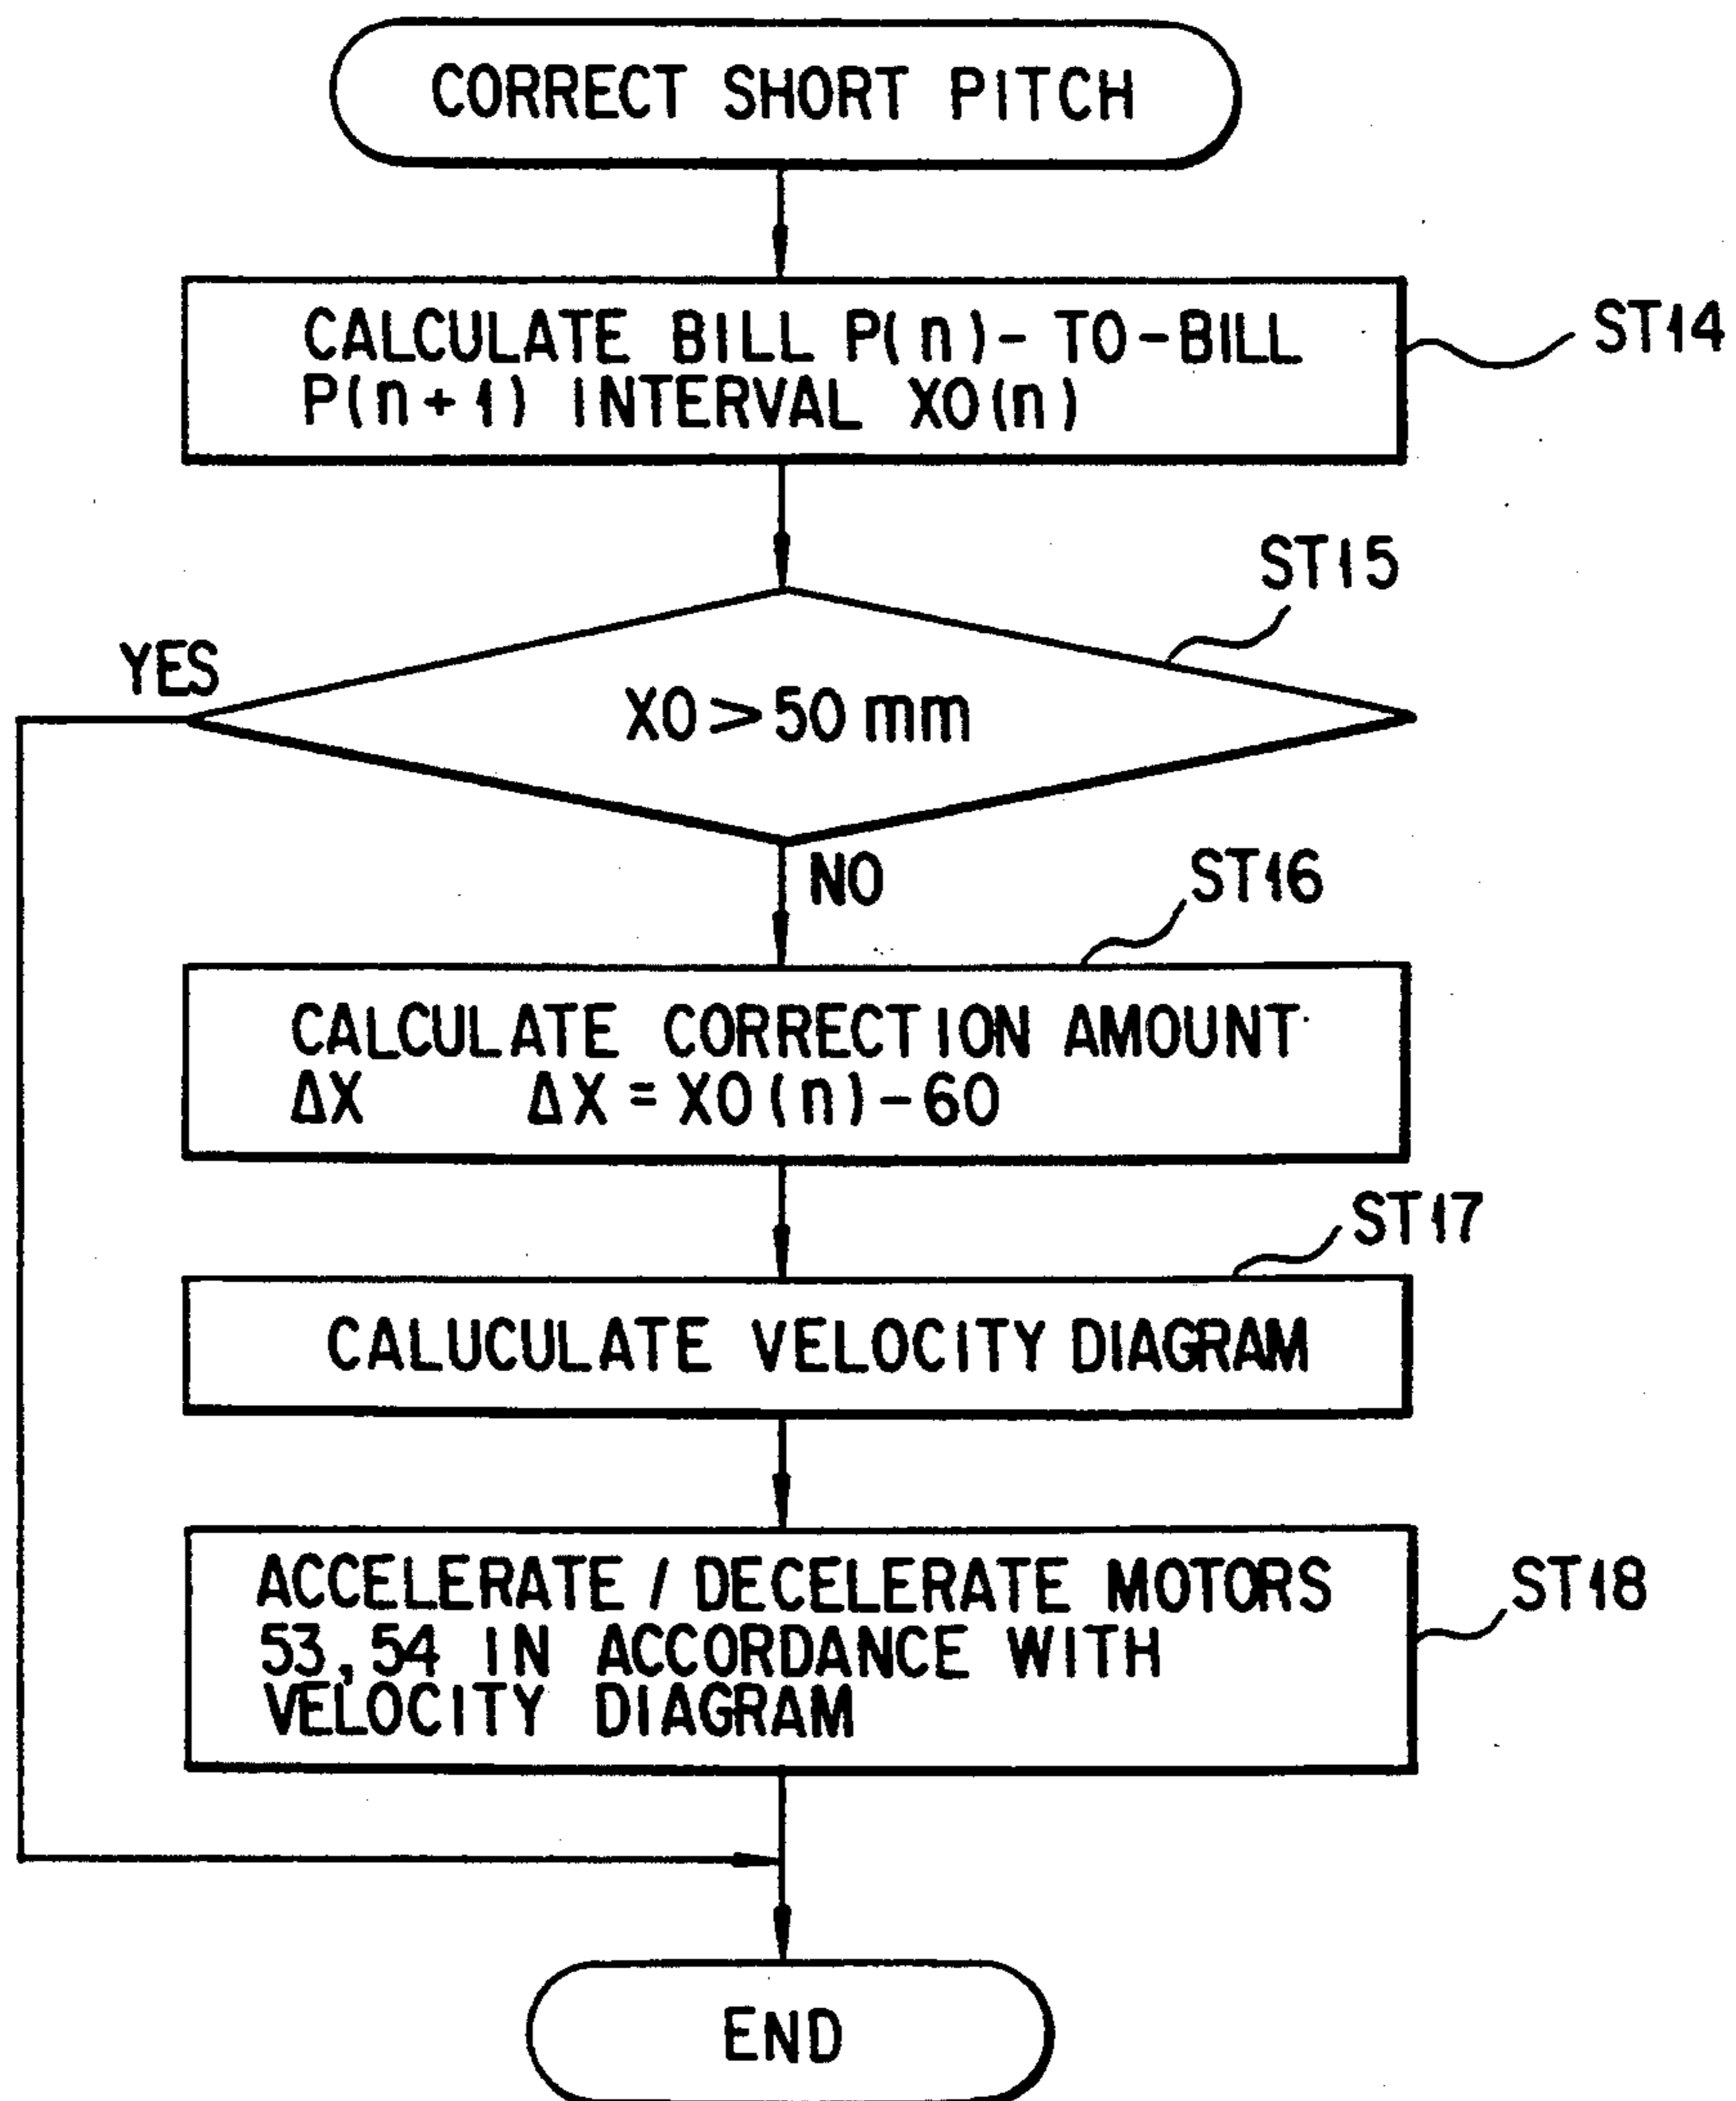 CORRECT SHORT PITCH
CALCULATE BILL P(n)- TO-BILL
P(n+1) INTERVAL X0(n)
ST14
ST15
YES
X0>50 mm
NO
ST16
CALCULATE CORRECTION AMOUNT
ΔX ΔX=X0(n)-60
ST17
CALUCULATE VELOCITY DIAGRAM
ACCELERATE / DECELERATE MOTORS
53,54 IN ACCORDANCE WITH
VELOCITY DIAGRAM
ST18
END